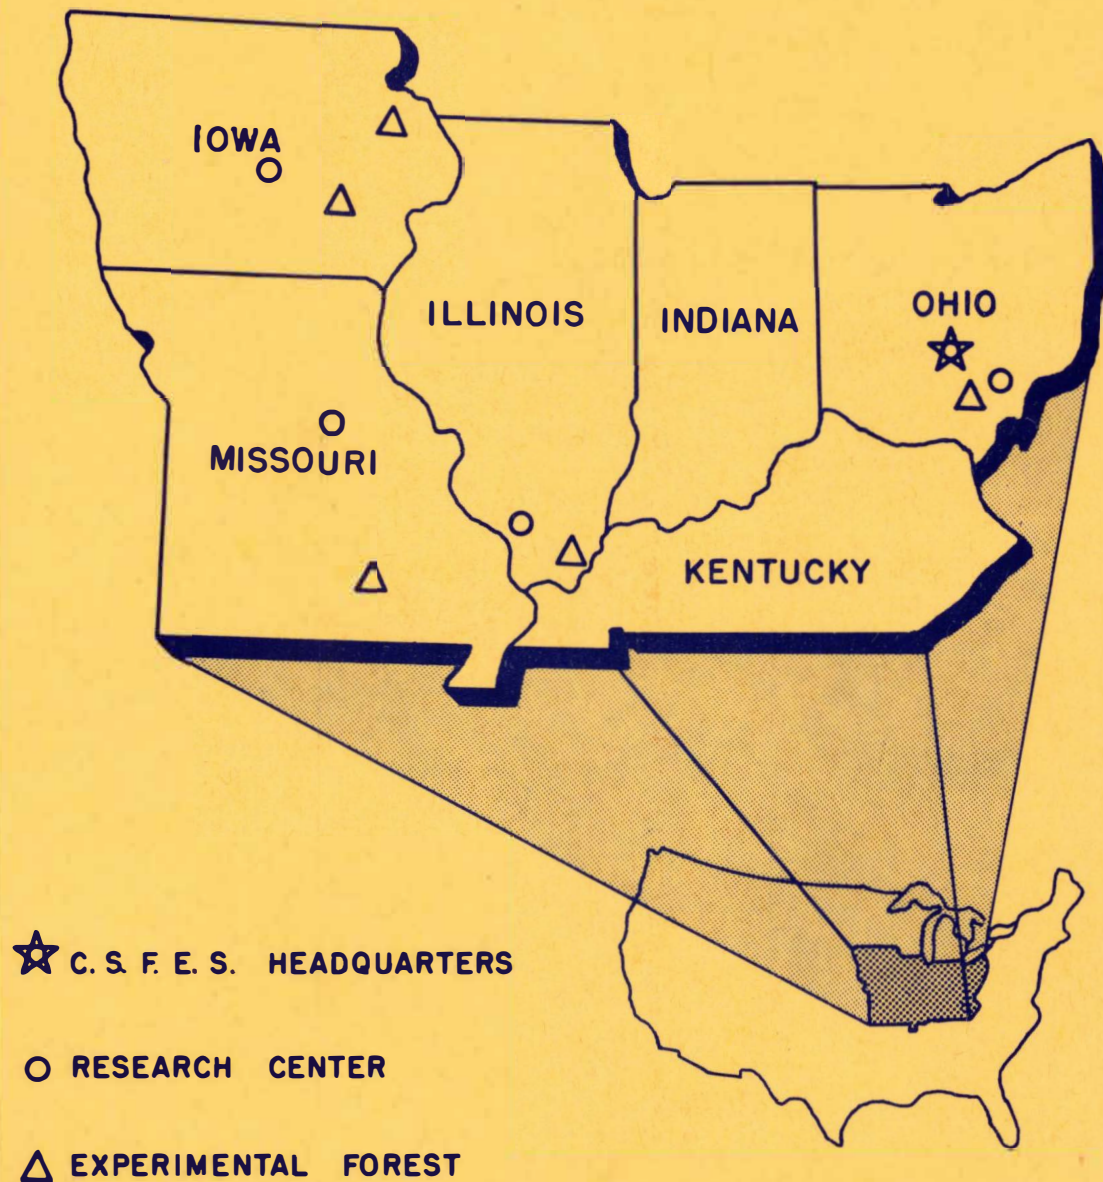 IOWA
ILLINOIS
INDIANA
OHIO
MISSOURI
KENTUCKY
C. S. F. E. S. HEADQUARTERS
RESEARCH CENTER
EXPERIMENTAL FOREST